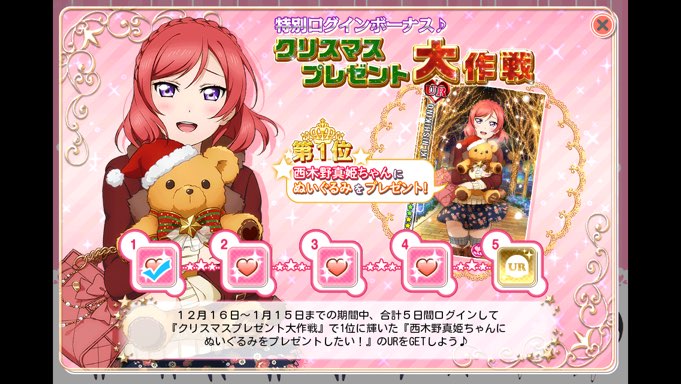 特別ログインボーナス♪
クリスマス
プレゼント
大作戦
UR
第1位
西木野真姫ちゃんに
ぬいぐるみをプレゼント!
1
2
3
4
5
UR
12月16日~1月15日までの期間中、合計5日間ログインして
『クリスマスプレゼント大作戦』で1位に輝いた『西木野真姫ちゃんに
ぬいぐるみをプレゼントしたい!』のURをGETしよう♪